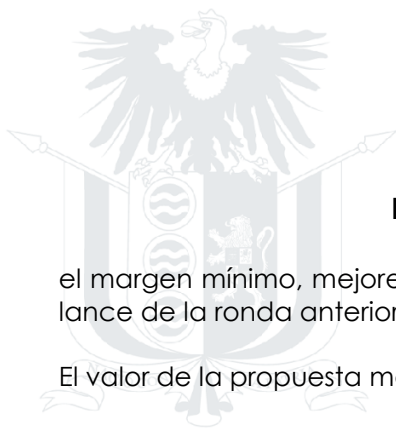 el margen mínimo, mejore
lance de la ronda anterior
El valor de la propuesta